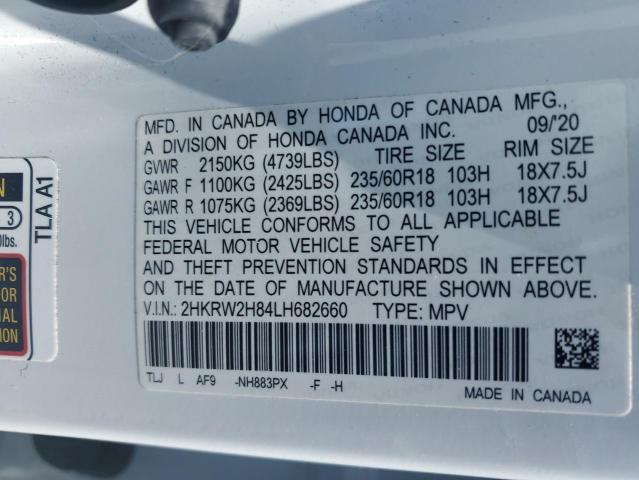 MFD. IN CANADA BY HONDA OF CANADA MFG.,
A DIVISION OF HONDA CANADA INC. 09/'20
GVWR 2150KG (4739LBS) TIRE SIZE RIM SIZE
GAWR F 1100KG (2425LBS) 235/60R18 103H 18X7.5J
GAWR R 1075KG (2369LBS) 235/60R18 103H 18X7.5J
THIS VEHICLE CONFORMS TO ALL APPLICABLE
FEDERAL MOTOR VEHICLE SAFETY
AND THEFT PREVENTION STANDARDS IN EFFECT
ON THE DATE OF MANUFACTURE SHOWN ABOVE.
V.I.N.: 2HKRW2H84LH682660 TYPE: MPV
TLJ L AF9 -NH883PX -F -H
MADE IN CANADA
TLA A1
3
lbs.